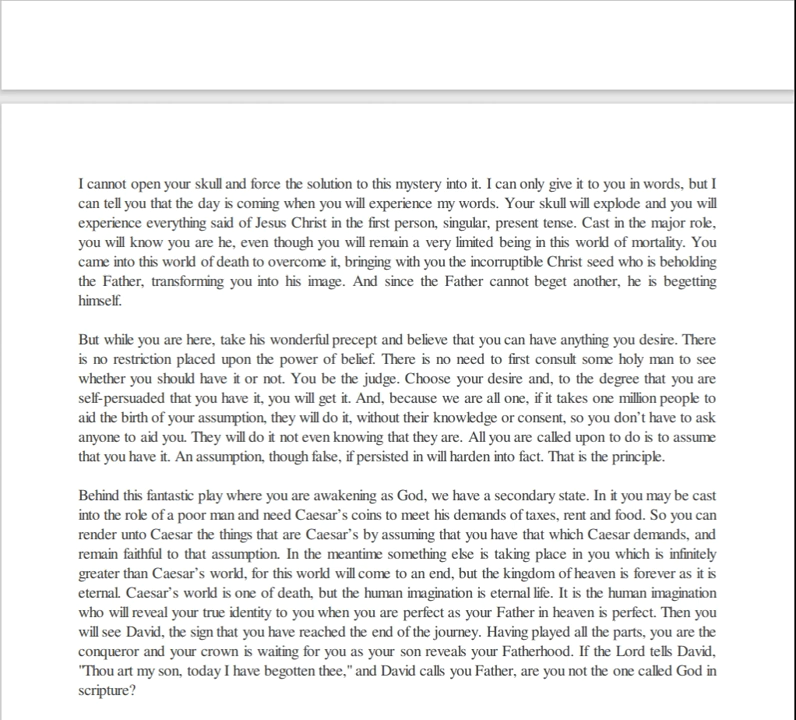 I cannot open your skull and force the solution to this mystery into it. I can only give it to you in words, but I
can tell you that the day is coming when you will experience my words. Your skull will explode and you will
experience everything said of Jesus Christ in the first person, singular, present tense. Cast in the major role,
you will know you are he, even though you will remain a very limited being in this world of mortality. You
came into this world of death to overcome it, bringing with you the incorruptible Christ seed who is beholding
the Father, transforming you into his image. And since the Father cannot beget another, he is begetting
himself.
But while you are here, take his wonderful precept and believe that you can have anything you desire. There
is no restriction placed upon the power of belief. There is no need to first consult some holy man to see
whether you should have it or not. You be the judge. Choose your desire and, to the degree that you are
self-persuaded that you have it, you will get it. And, because we are all one, if it takes one million people to
aid the birth of your assumption, they will do it, without their knowledge or consent, so you don’t have to ask
anyone to aid you. They will do it not even knowing that they are. All you are called upon to do is to assume
that you have it. An assumption, though false, if persisted in will harden into fact. That is the principle.
Behind this fantastic play where you are awakening as God, we have a secondary state. In it you may be cast
into the role of a poor man and need Caesar’s coins to meet his demands of taxes, rent and food. So you can
render unto Caesar the things that are Caesar’s by assuming that you have that which Caesar demands, and
remain faithful to that assumption. In the meantime something else is taking place in you which is infinitely
greater than Caesar’s world, for this world will come to an end, but the kingdom of heaven is forever as it is
eternal. Caesar’s world is one of death, but the human imagination is eternal life. It is the human imagination
who will reveal your true identity to you when you are perfect as your Father in heaven is perfect. Then you
will see David, the sign that you have reached the end of the journey. Having played all the parts, you are the
conqueror and your crown is waiting for you as your son reveals your Fatherhood. If the Lord tells David,
"Thou art my son, today I have begotten thee," and David calls you Father, are you not the one called God in
scripture?